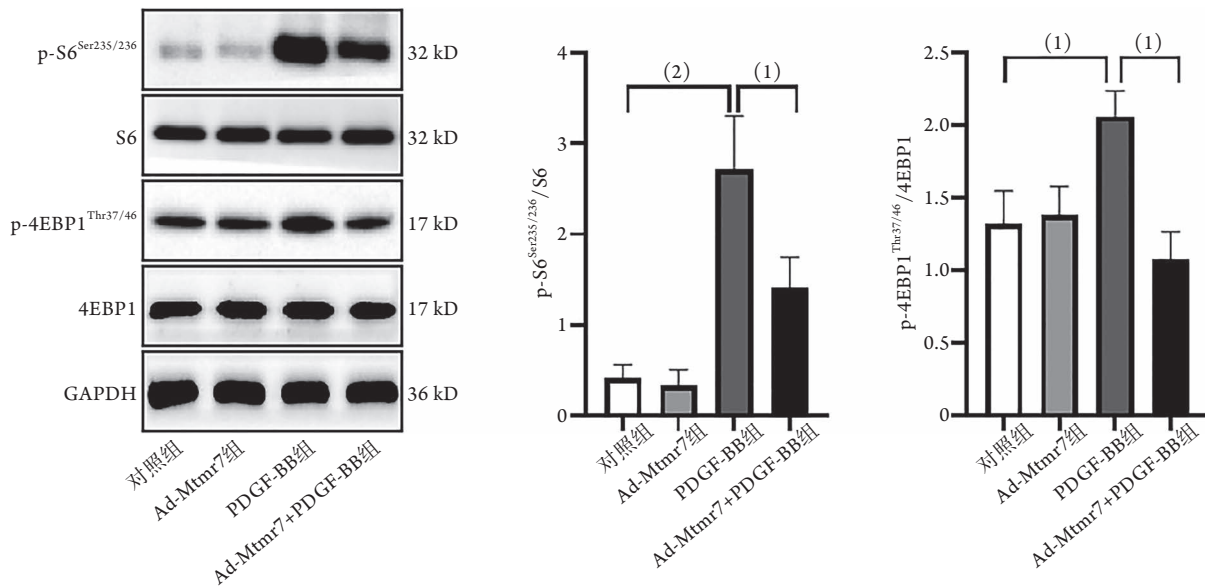 p-S6Ser235/236
32 kD
S6
32 kD
p-4EBP1Thr37/46
17 kD
4EBP1
17 kD
GAPDH
36 kD
对照组
Ad-Mtmr7组
PDGF-BB组
Ad-Mtmr7+PDGF-BB组
p-S6Ser235/236/S6
4
3
2
1
0
(2)
(1)
对照组
Ad-Mtmr7组
PDGF-BB组
Ad-Mtmr7+PDGF-BB组
p-4EBP1Thr37/46/4EBP1
2.5
2.0
1.5
1.0
0.5
0
(1)
(1)
对照组
Ad-Mtmr7组
PDGF-BB组
Ad-Mtmr7+PDGF-BB组